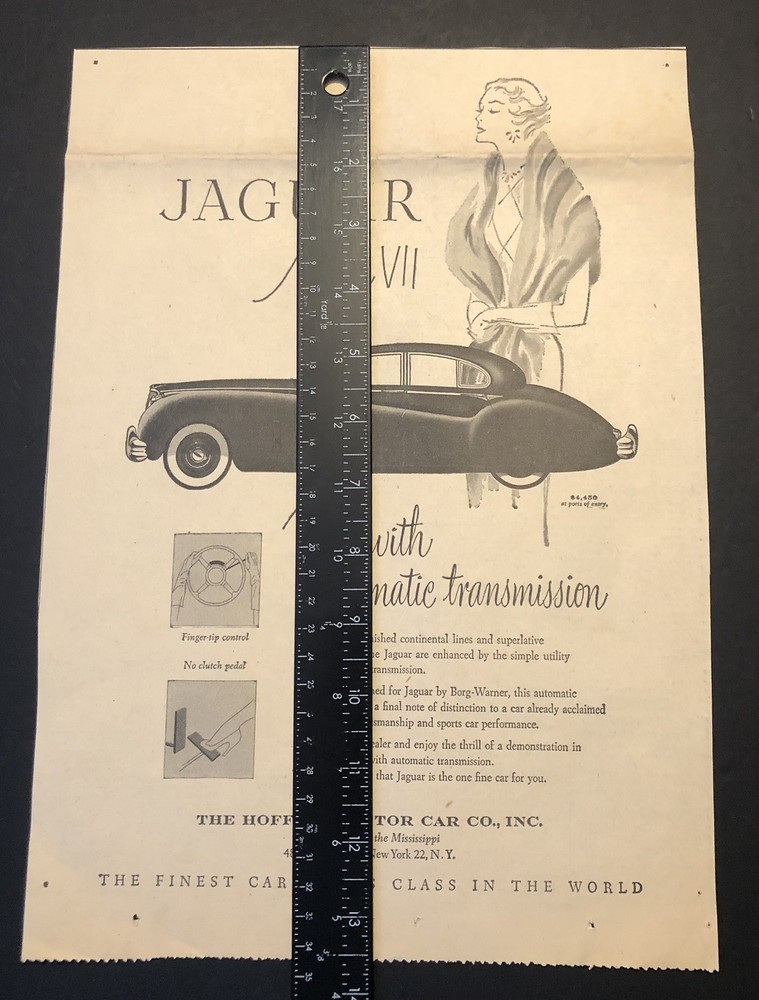 JAG R
VII
$4,450
at ports of entry.
with
matic transmission
Finger-tip control
No clutch pedal
ished continental lines and superlative
e Jaguar are enhanced by the simple utility
ransmission.
ned for Jaguar by Borg-Warner, this automatic
a final note of distinction to a car already acclaimed
smanship and sports car performance.
ealer and enjoy the thrill of a demonstration in
with automatic transmission.
that Jaguar is the one fine car for you.
THE HOFF TOR CAR CO., INC.
the Mississippi
48 New York 22, N.Y.
THE FINEST CAR S CLASS IN THE WORLD